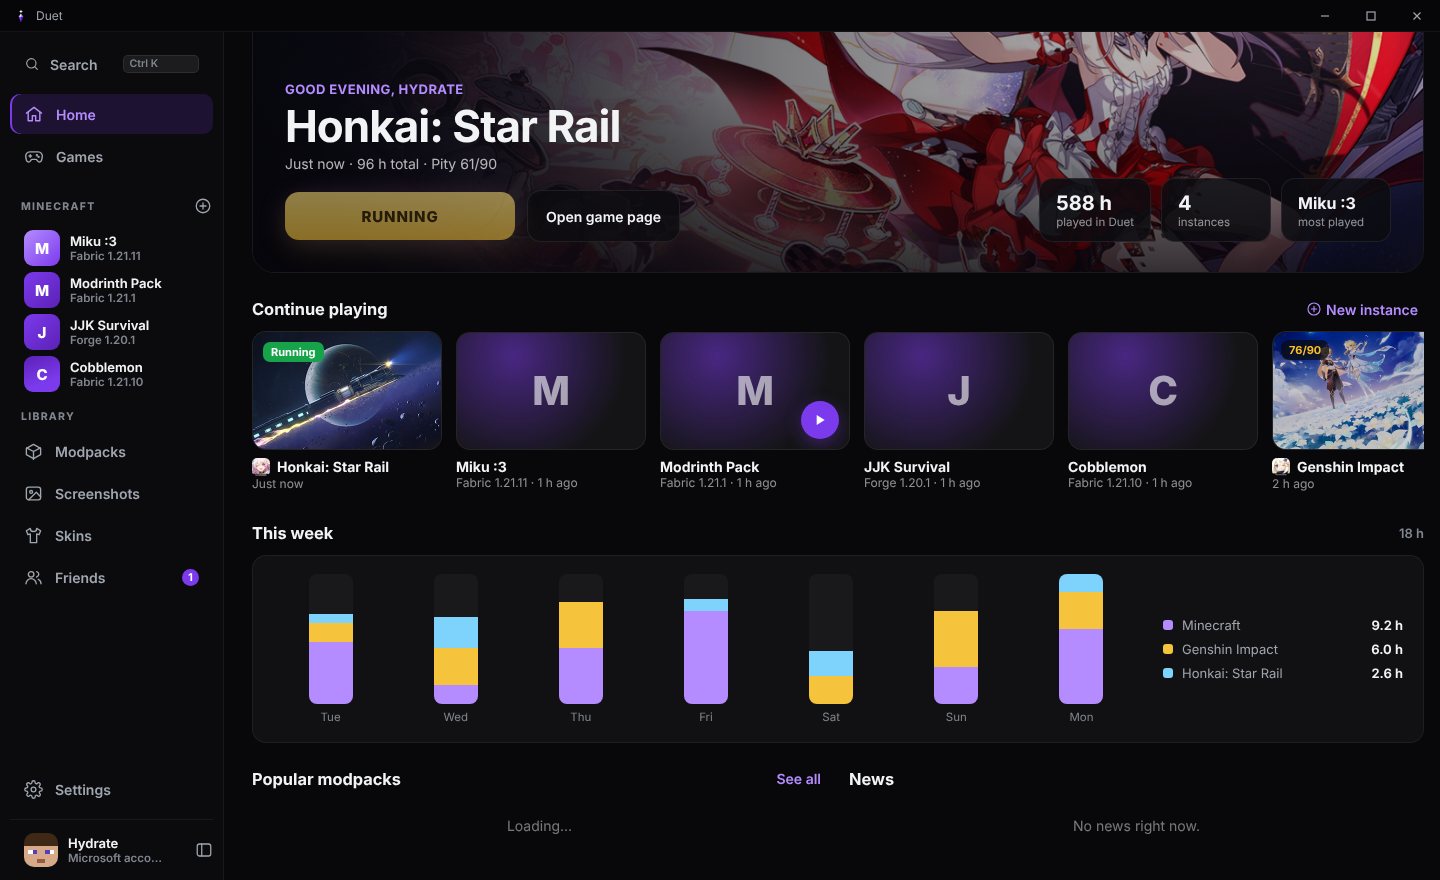 Duet
Search
Ctrl K
Home
Games
MINECRAFT
M
Miku :3
Fabric 1.21.11
M
Modrinth Pack
Fabric 1.21.1
J
JJK Survival
Forge 1.20.1
C
Cobblemon
Fabric 1.21.10
LIBRARY
Modpacks
Screenshots
Skins
Friends
1
Settings
Hydrate
Microsoft acco...
GOOD EVENING, HYDRATE
Honkai: Star Rail
Just now · 96 h total · Pity 61/90
RUNNING
Open game page
588 h
played in Duet
4
instances
Miku :3
most played
Continue playing
New instance
Running
Honkai: Star Rail
Just now
M
Miku :3
Fabric 1.21.11 · 1 h ago
M
Modrinth Pack
Fabric 1.21.1 · 1 h ago
J
JJK Survival
Forge 1.20.1 · 1 h ago
C
Cobblemon
Fabric 1.21.10 · 1 h ago
76/90
Genshin Impact
2 h ago
This week
18 h
Tue
Wed
Thu
Fri
Sat
Sun
Mon
Minecraft 9.2 h
Genshin Impact 6.0 h
Honkai: Star Rail 2.6 h
Popular modpacks
See all
Loading...
News
No news right now.